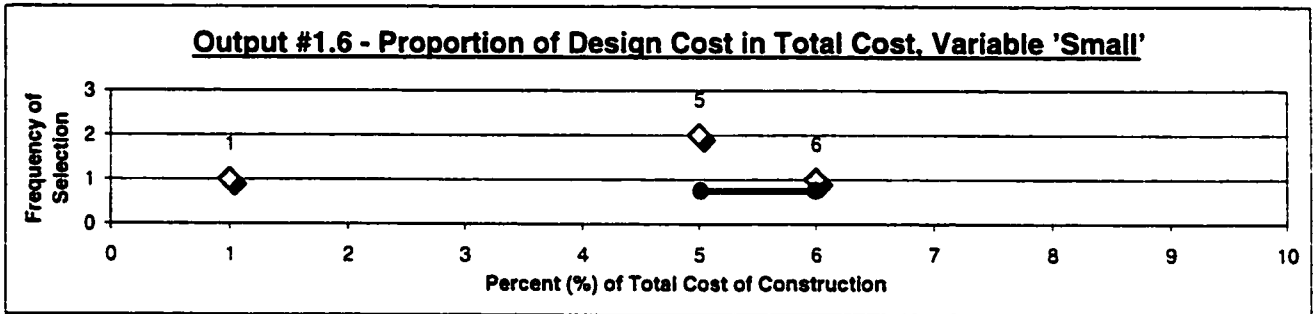 Output #1.6 - Proportion of Design Cost in Total Cost, Variable 'Small'
Frequency of
Selection
3
2
1
0
1
5
6
0 1 2 3 4 5 6 7 8 9 10
Percent (%) of Total Cost of Construction